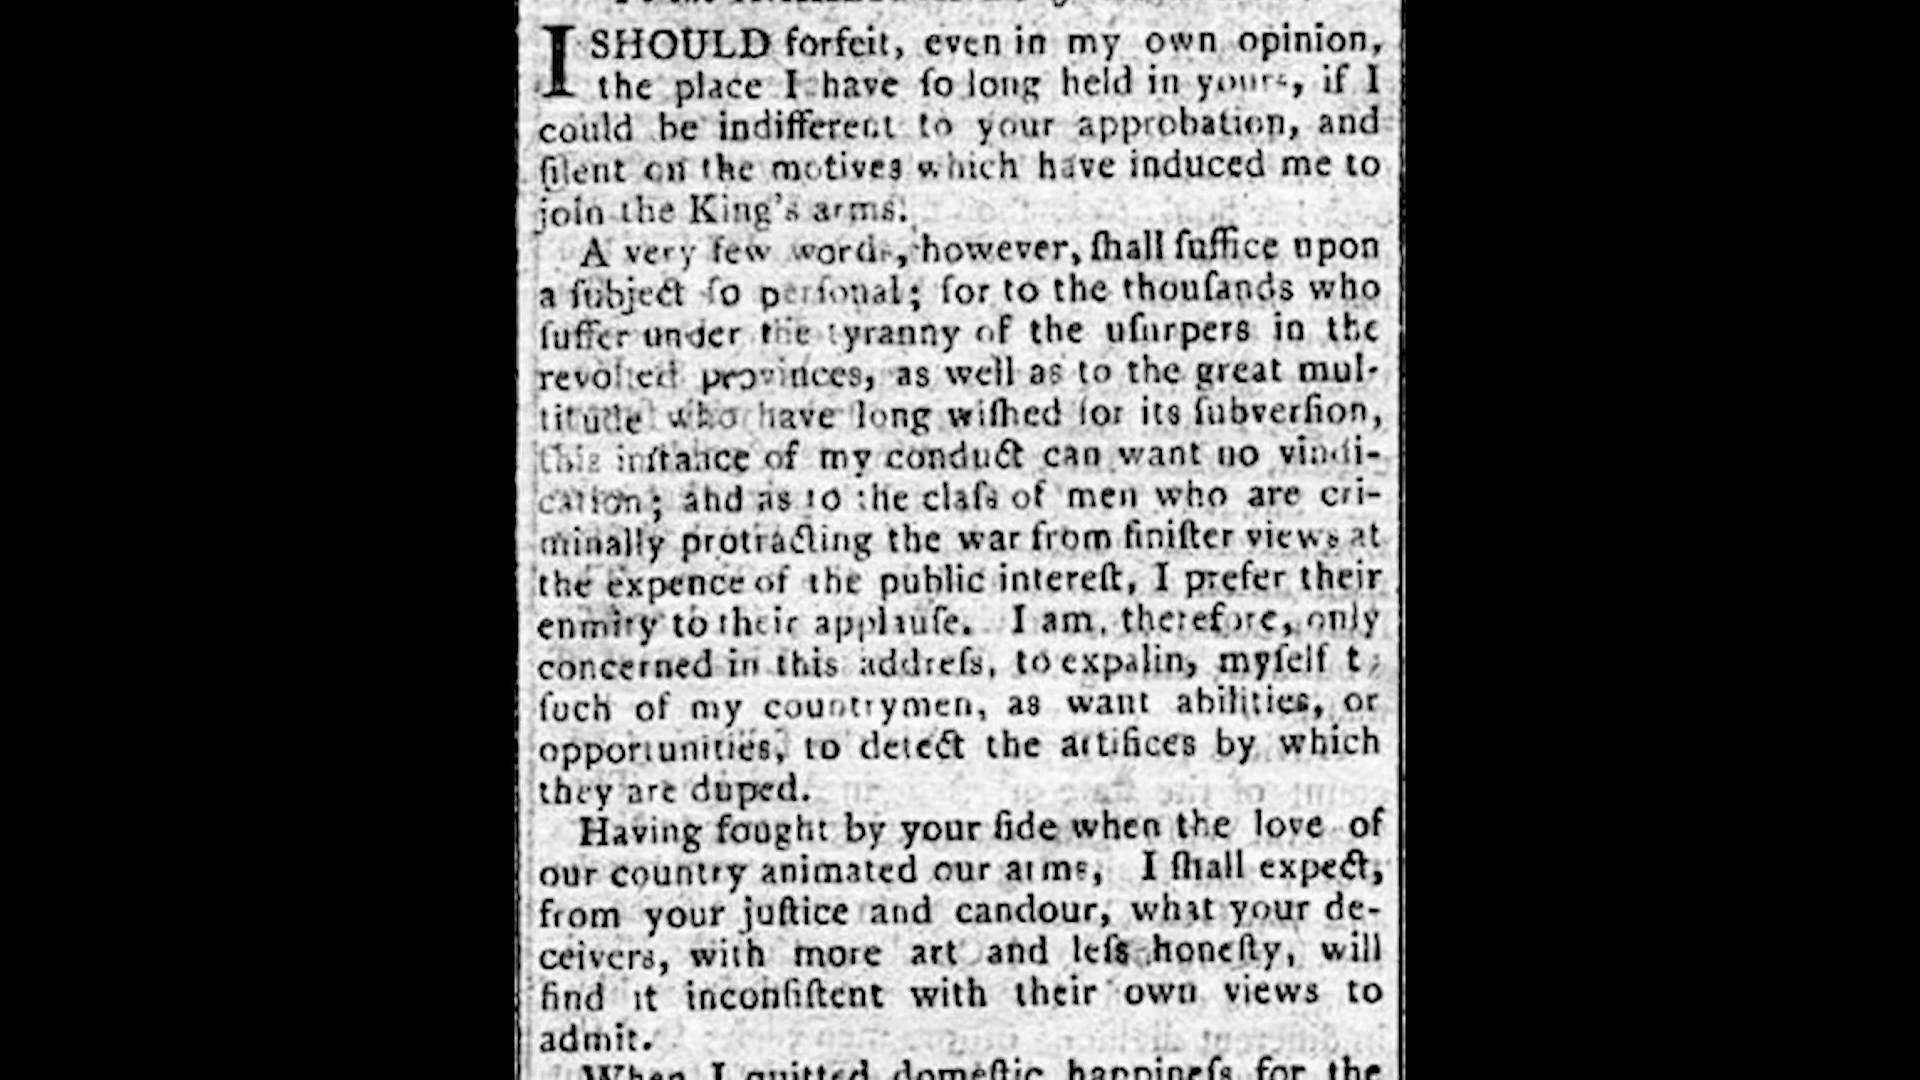 I SHOULD forfeit, even in my own opinion,
the place I have ſo long held in yours, if I
could be indifferent to your approbation, and
ſilent on the motives which have induced me to
join the King's arms.
A very few words, however, ſhall ſuffice upon
a ſubject ſo perſonal; for to the thouſands who
ſuffer under the tyranny of the uſurpers in the
revolted provinces, as well as to the great mul-
titude who have long wiſhed for its ſubverſion,
this inſtance of my conduct can want no vindi-
cation; and as to the claſs of men who are cri-
minally protracting the war from ſiniſter views at
the expence of the public intereſt, I prefer their
enmity to their applauſe. I am, therefore, only
concerned in this addreſs, to expalin, myſelf to
ſuch of my countrymen, as want abilities, or
opportunities, to detect the artifices by which
they are duped.
Having fought by your ſide when the love of
our country animated our arms, I ſhall expect,
from your juſtice and candour, what your de-
ceivers, with more art and leſs honeſty, will
find it inconſiſtent with their own views to
admit.
When I quitted domeſtic happineſs for the